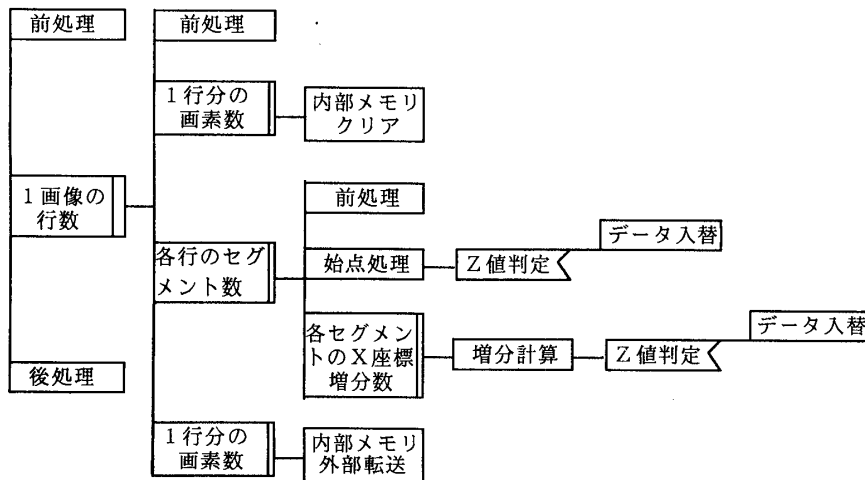 前処理
1画像の
行数
後処理
前処理
1行分の
画素数
内部メモリ
クリア
各行のセグ
メント数
前処理
始点処理
Z値判定
データ入替
各セグメン
トのX座標
増分数
増分計算
Z値判定
データ入替
1行分の
画素数
内部メモリ
外部転送